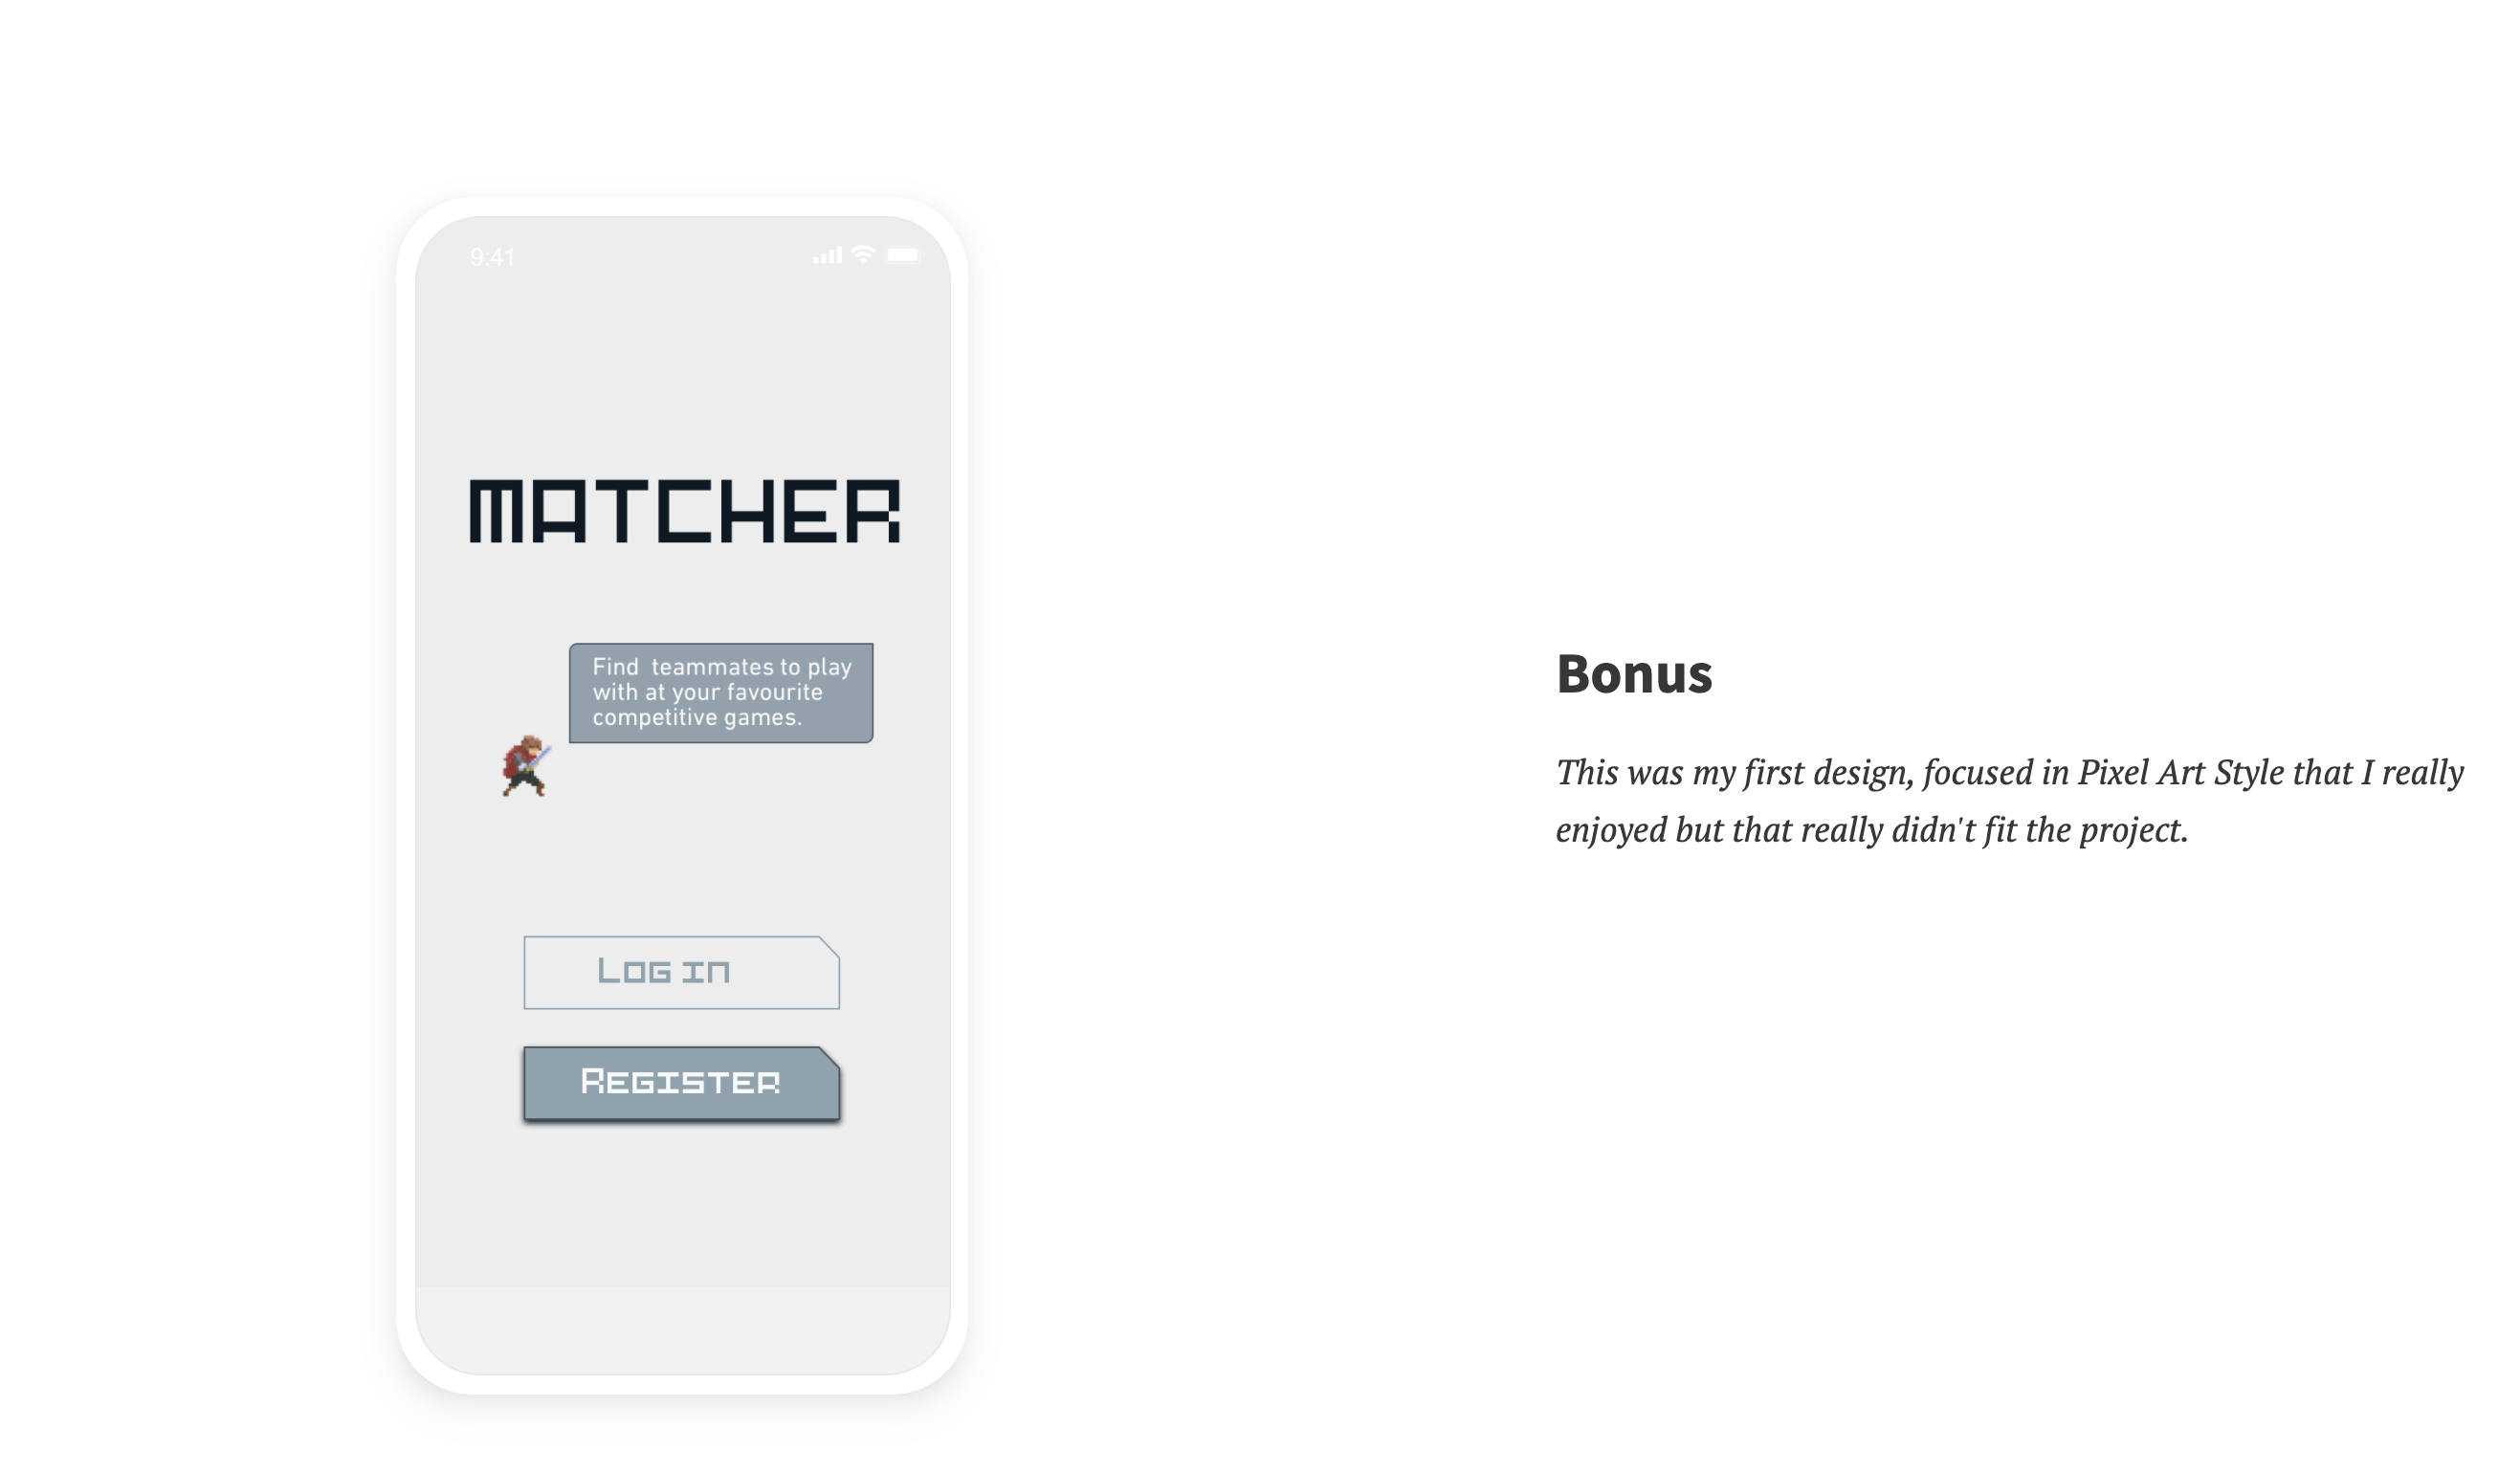 9:41
MATCHER
Find  teammates to play
with at your favourite
competitive games.
Log in
Register
Bonus
This was my first design, focused in Pixel Art Style that I really
enjoyed but that really didn't fit the project.